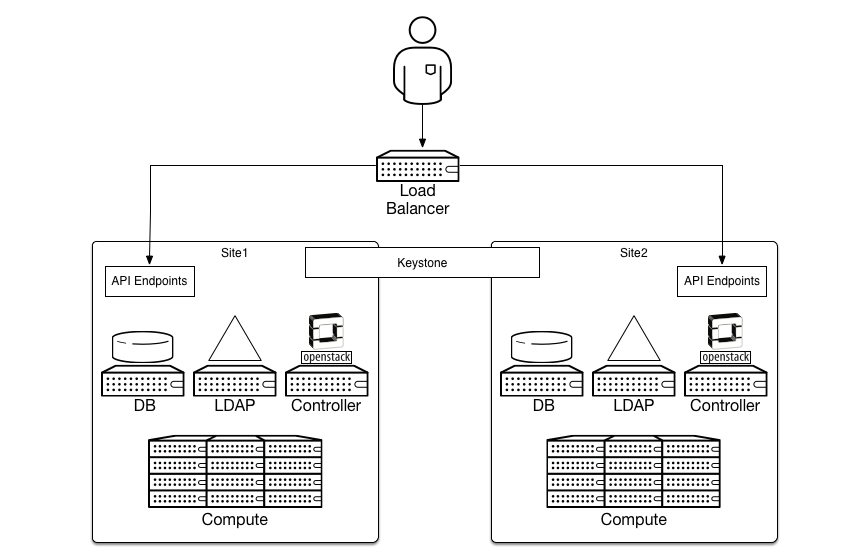 Load
Balancer
Site1
Keystone
Site2
API Endpoints
API Endpoints
openstack
openstack
DB
LDAP
Controller
DB
LDAP
Controller
Compute
Compute